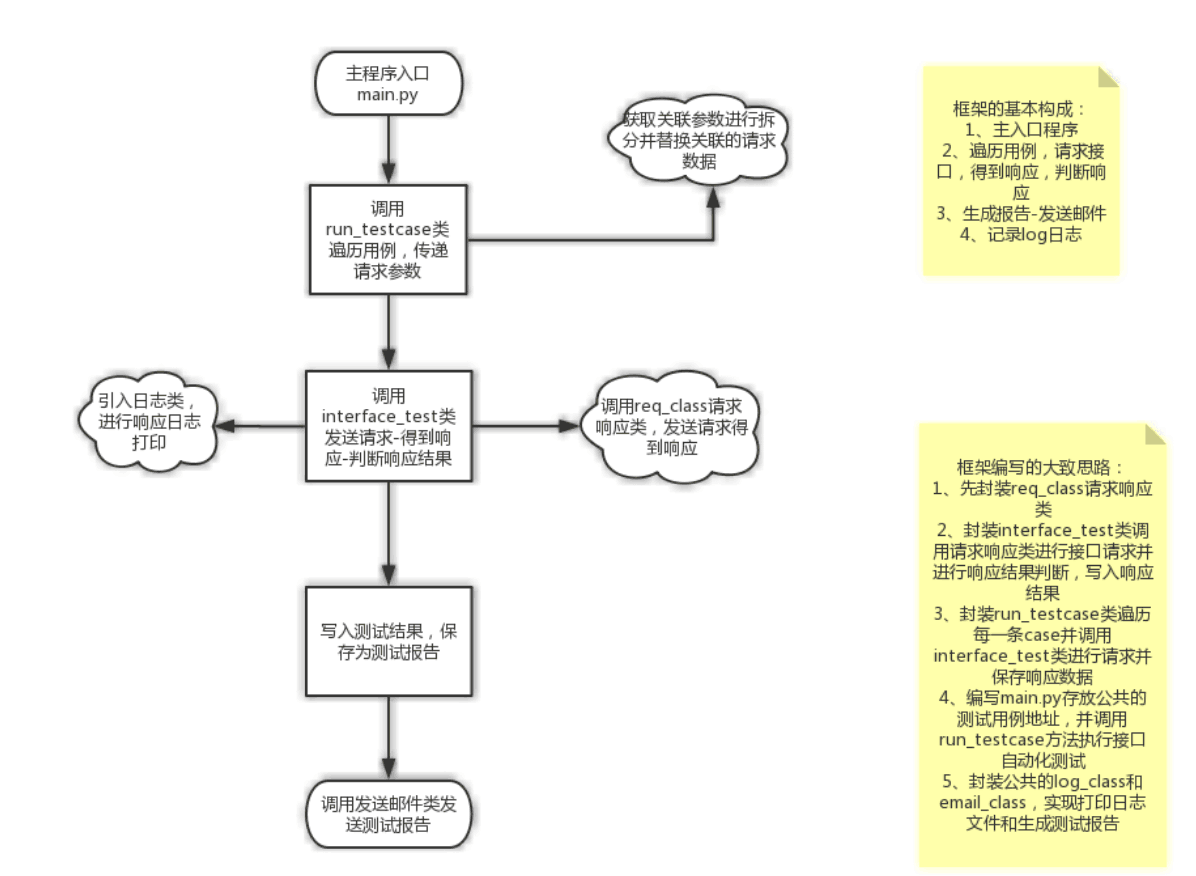 主程序入口
main.py
获取关联参数进行拆
分并替换关联的请求
数据
调用
run_testcase类
遍历用例，传递
请求参数
引入日志类，
进行响应日志
打印
调用
interface_test类
发送请求-得到响
应-判断响应结果
调用req_class请求
响应类，发送请求得
到响应
写入测试结果，保
存为测试报告
调用发送邮件类发
送测试报告
框架的基本构成：
1、主入口程序
2、遍历用例，请求接
口，得到响应，判断响
应
3、生成报告-发送邮件
4、记录log日志
框架编写的大致思路：
1、先封装req_class请求响应
类
2、封装interface_test类调
用请求响应类进行接口请求并
进行响应结果判断，写入响应
结果
3、封装run_testcase类遍历
每一条case并调用
interface_test类进行请求并
保存响应数据
4、编写main.py存放公共的
测试用例地址，并调用
run_testcase方法执行接口
自动化测试
5、封装公共的log_class和
email_class，实现打印日志
文件和生成测试报告